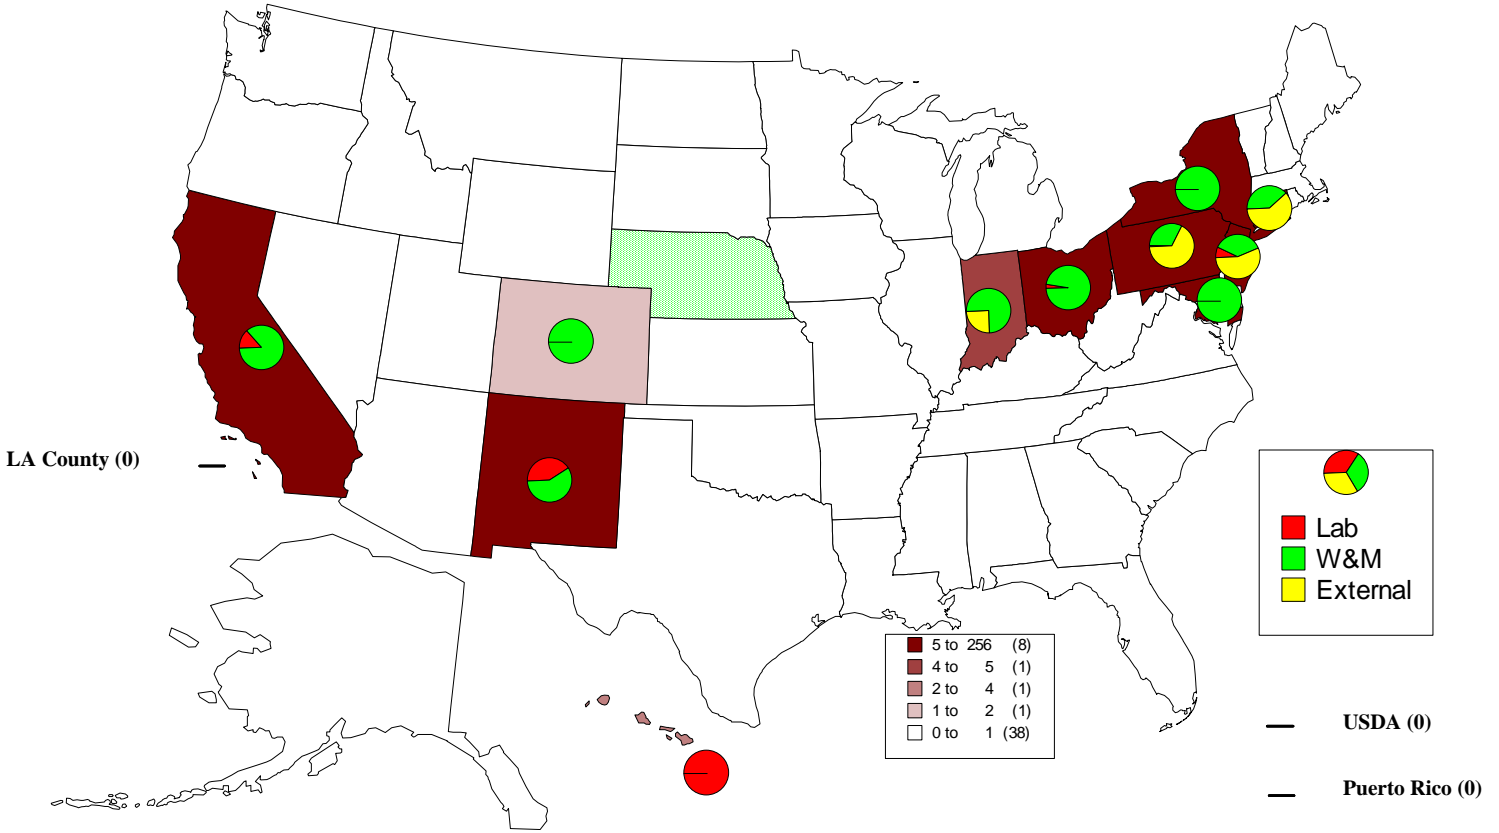 LA County (0)
Lab
W&M
External
5 to 256 (8)
4 to 5 (1)
2 to 4 (1)
1 to 2 (1)
0 to 1 (38)
USDA (0)
Puerto Rico (0)